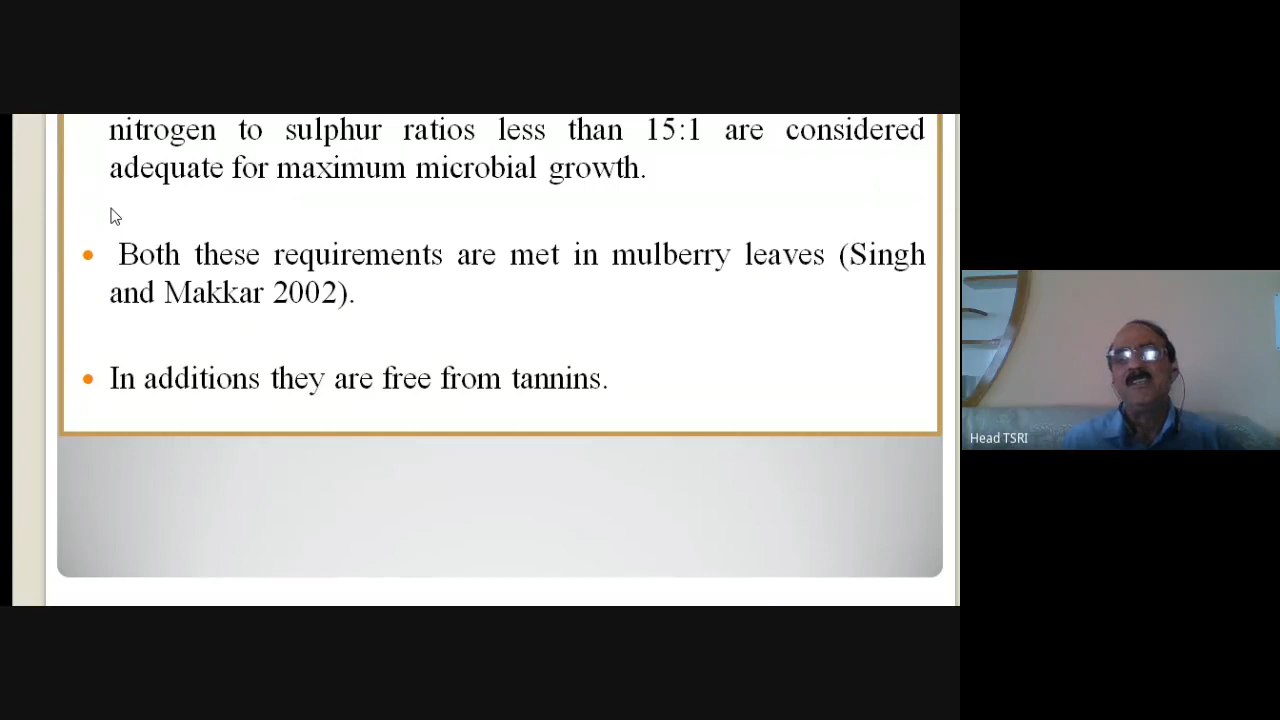 nitrogen to sulphur ratios less than 15:1 are considered
adequate for maximum microbial growth.
Both these requirements are met in mulberry leaves (Singh
and Makkar 2002).
In additions they are free from tannins.
Head TSRI